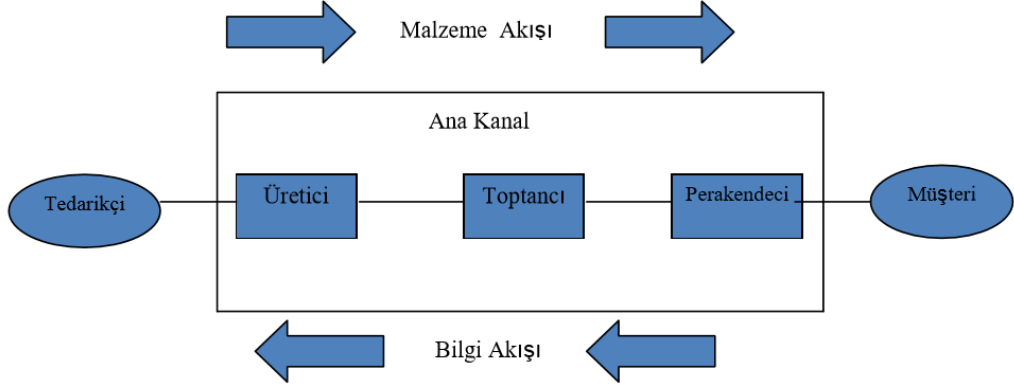 Malzeme Akışı
Ana Kanal
Tedarikçi
Üretici
Toptancı
Perakendeci
Müşteri
Bilgi Akışı